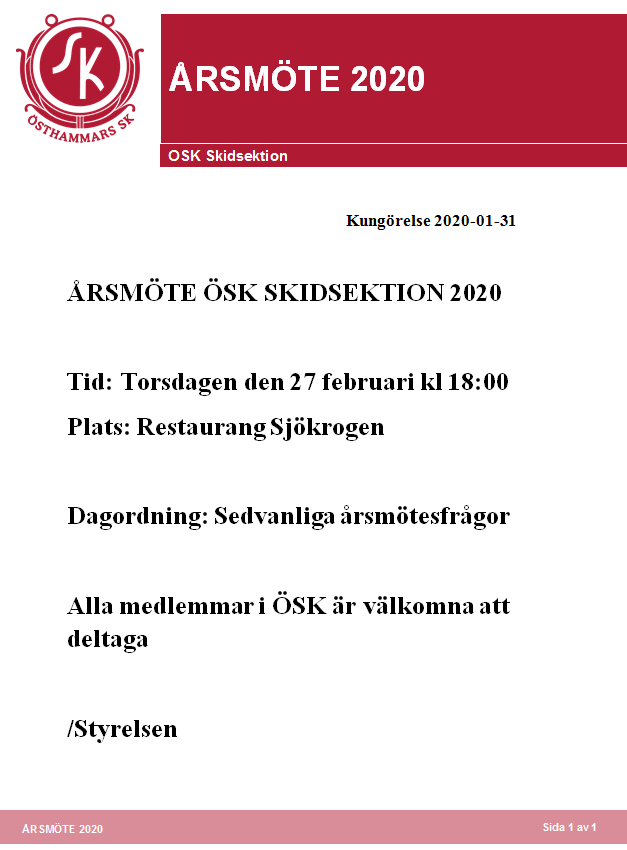 SK
ÖSTHAMMARS SK
ÅRSMÖTE 2020
OSK Skidsektion
Kungörelse 2020-01-31
ÅRSMÖTE ÖSK SKIDSEKTION 2020
Tid: Torsdagen den 27 februari kl 18:00
Plats: Restaurang Sjökrogen
Dagordning: Sedvanliga årsmötesfrågor
Alla medlemmar i ÖSK är välkomna att
deltaga
/Styrelsen
ÅRSMÖTE 2020
Sida 1 av 1